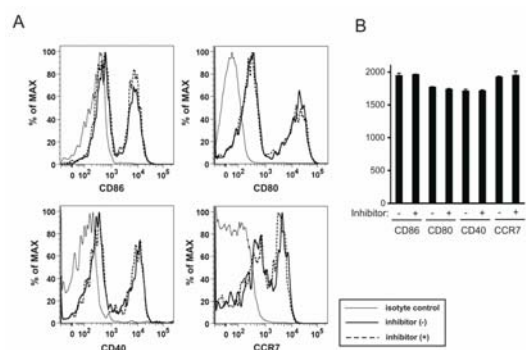 A
% of MAX
100
80
60
40
20
0
0 10² 10³ 10⁴ 10⁵
CD86
% of MAX
100
80
60
40
20
0
0 10² 10³ 10⁴ 10⁵
CD80
% of MAX
100
80
60
40
20
0
0 10² 10³ 10⁴ 10⁵
CD40
% of MAX
100
80
60
40
20
0
0 10² 10³ 10⁴ 10⁵
CCR7
B
2000
1500
1000
500
0
Inhibitor: - + - + - + - +
CD86 CD80 CD40 CCR7
isotyte control
inhibitor (-)
inhibitor (+)